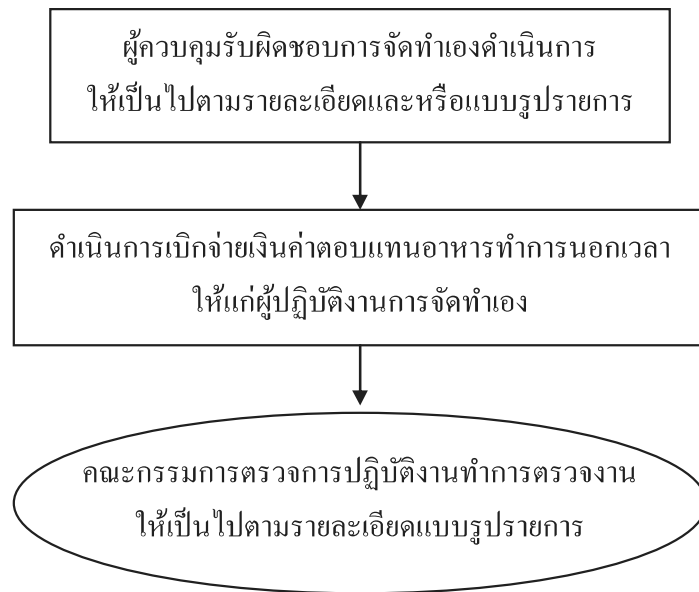 ผู้ควบคุมรับผิดชอบการจัดทำเองดำเนินการ
ให้เป็นไปตามรายละเอียดและหรือแบบรูปรายการ
ดำเนินการเบิกจ่ายเงินค่าตอบแทนอาหารทำการนอกเวลา
ให้แก่ผู้ปฏิบัติงานการจัดทำเอง
คณะกรรมการตรวจการปฏิบัติงานทำการตรวจงาน
ให้เป็นไปตามรายละเอียดแบบรูปรายการ